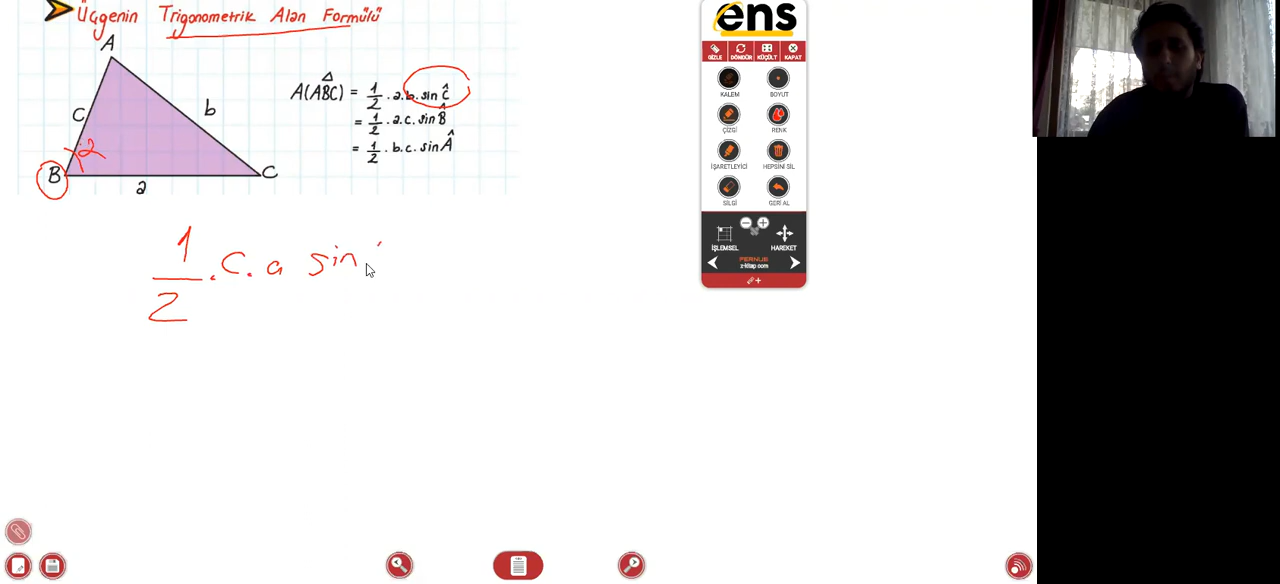 Üçgenin Trigonometrik Alan Formülü
A
c
b
2
B
a
C
A(ABC) = 1/2 . a.b. sin Ĉ
= 1/2 . a.c. sin B̂
= 1/2 . b.c. sin Â
1/2 . c. a sin
ens
GİZLE DÖNDÜR KÜÇÜLT KAPAT
KALEM BOYUT
ÇİZGİ RENK
İŞARETLEYİCİ HEPSİNİ SİL
SİLGİ GERİ AL
İŞLEMSEL HAREKET
FERNUS
z-kitap.com